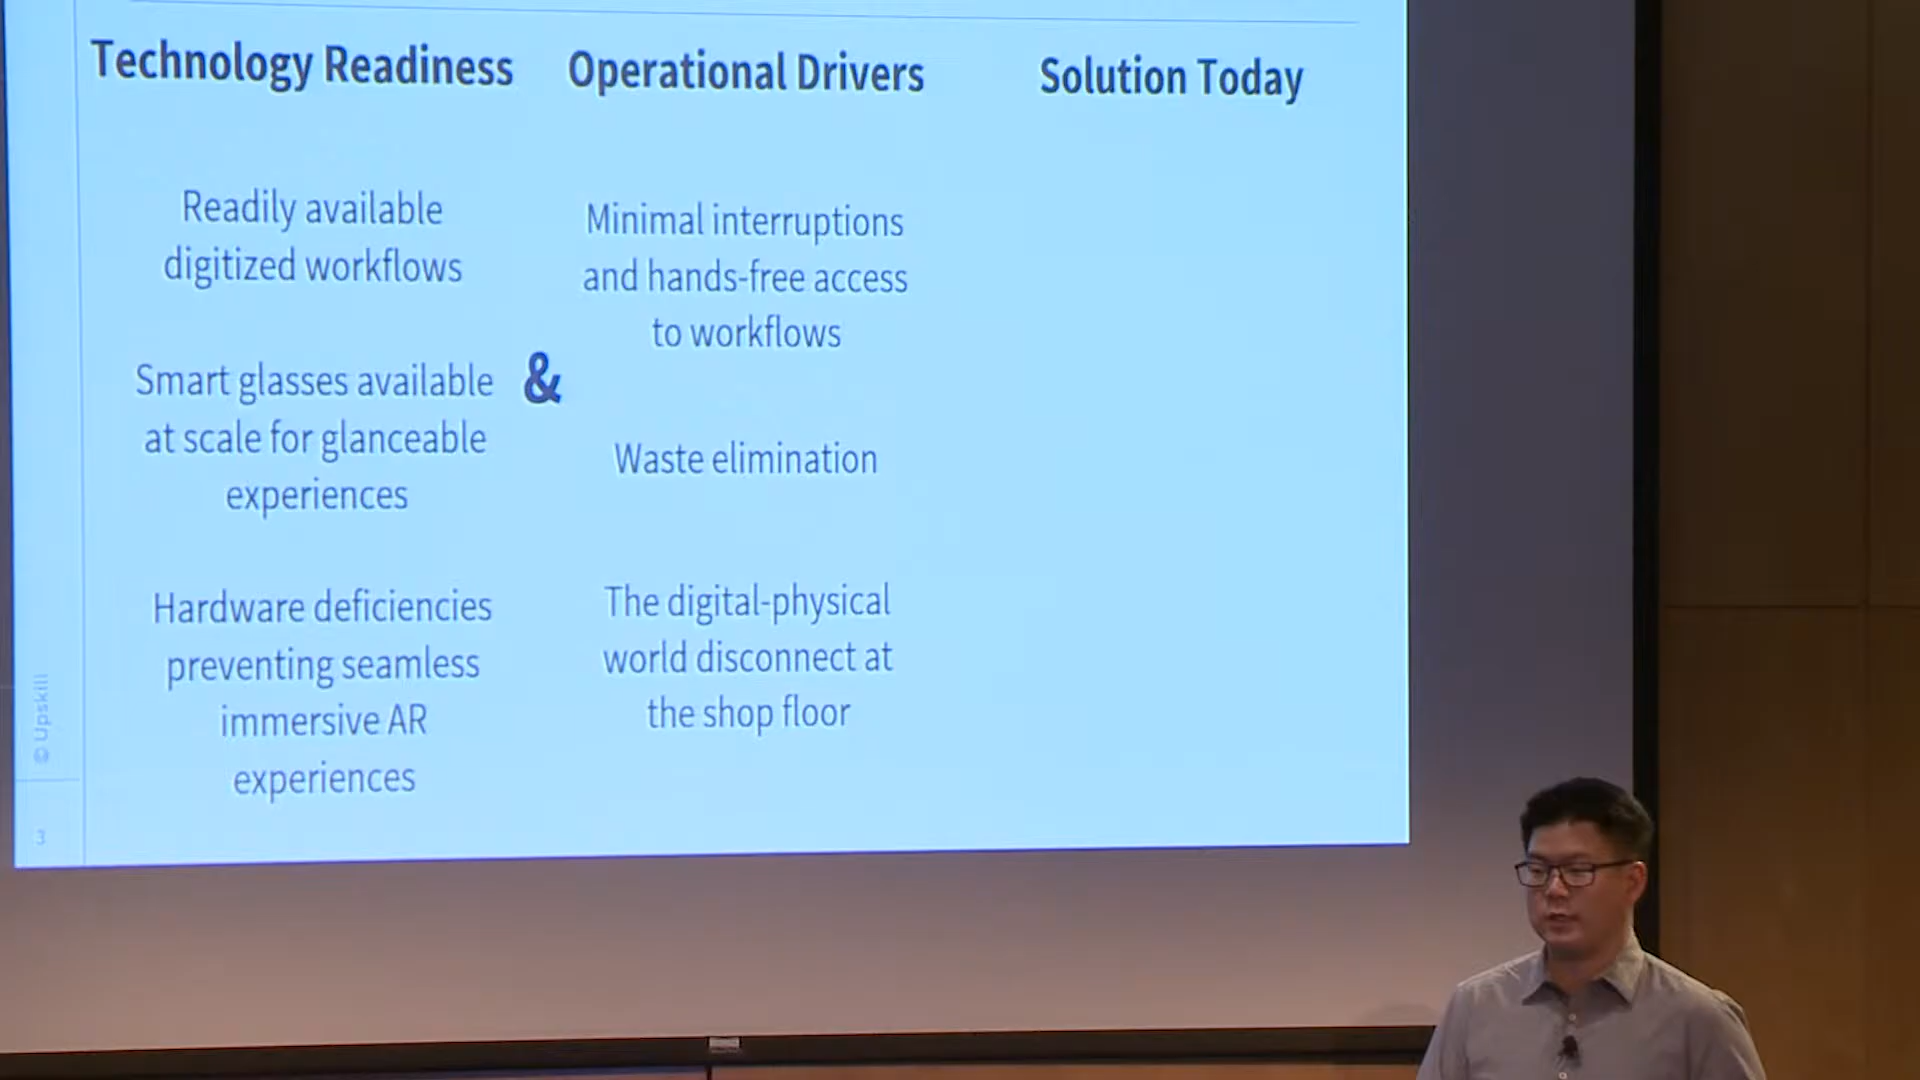 Technology Readiness
Operational Drivers
Solution Today
Readily available
digitized workflows
Smart glasses available
at scale for glanceable
experiences
Hardware deficiencies
preventing seamless
immersive AR
experiences
&
Minimal interruptions
and hands-free access
to workflows
Waste elimination
The digital-physical
world disconnect at
the shop floor
© Upskill
3